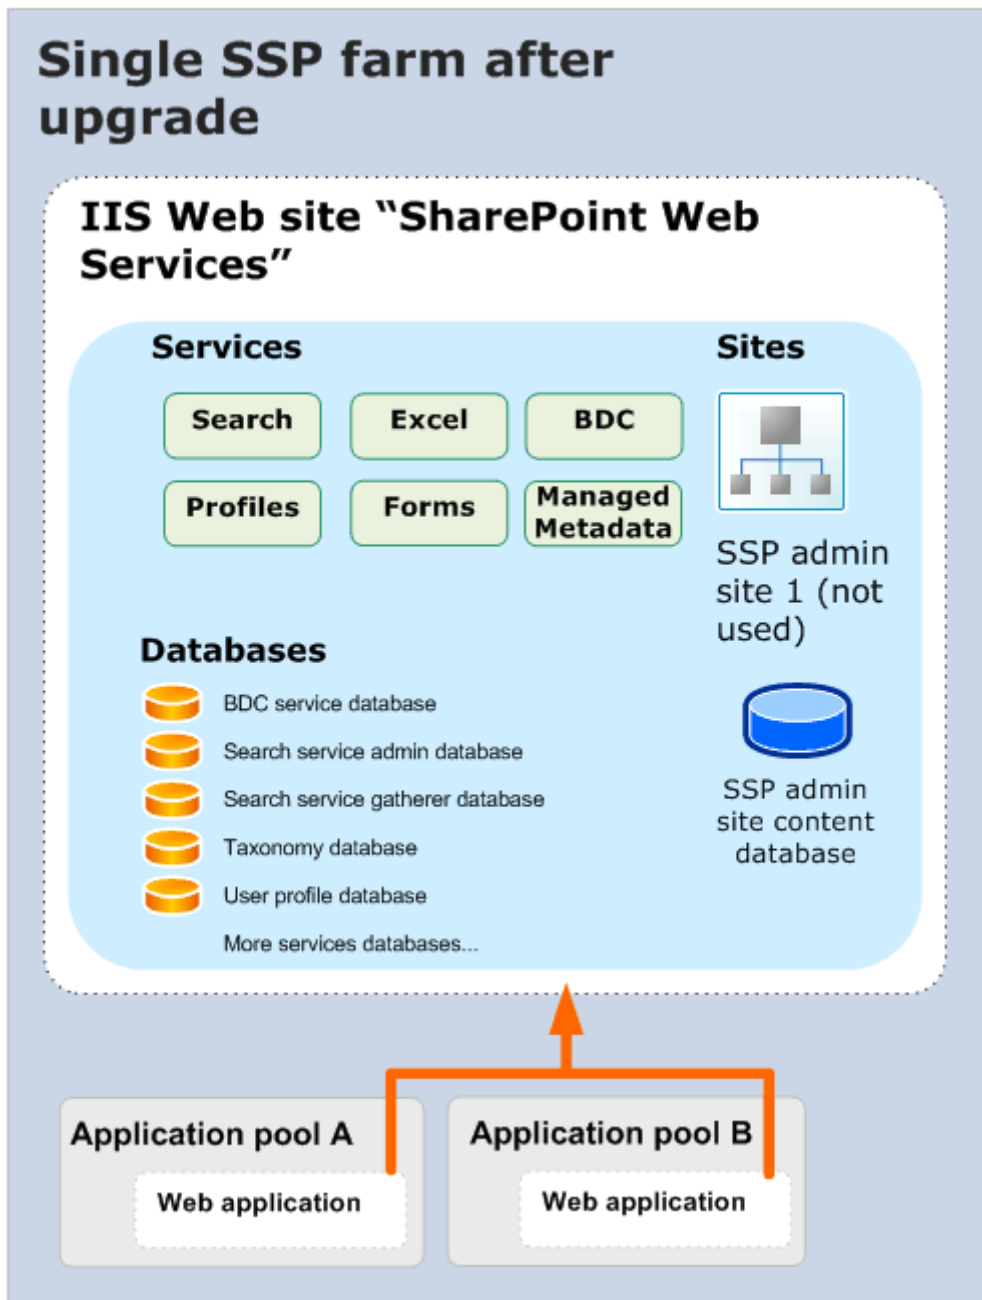 Single SSP farm after
upgrade
IIS Web site “SharePoint Web
Services”
Services
Sites
Search
Excel
BDC
Profiles
Forms
Managed
Metadata
SSP admin
site 1 (not
used)
Databases
BDC service database
Search service admin database
Search service gatherer database
Taxonomy database
User profile database
More services databases...
SSP admin
site content
database
Application pool A
Web application
Application pool B
Web application